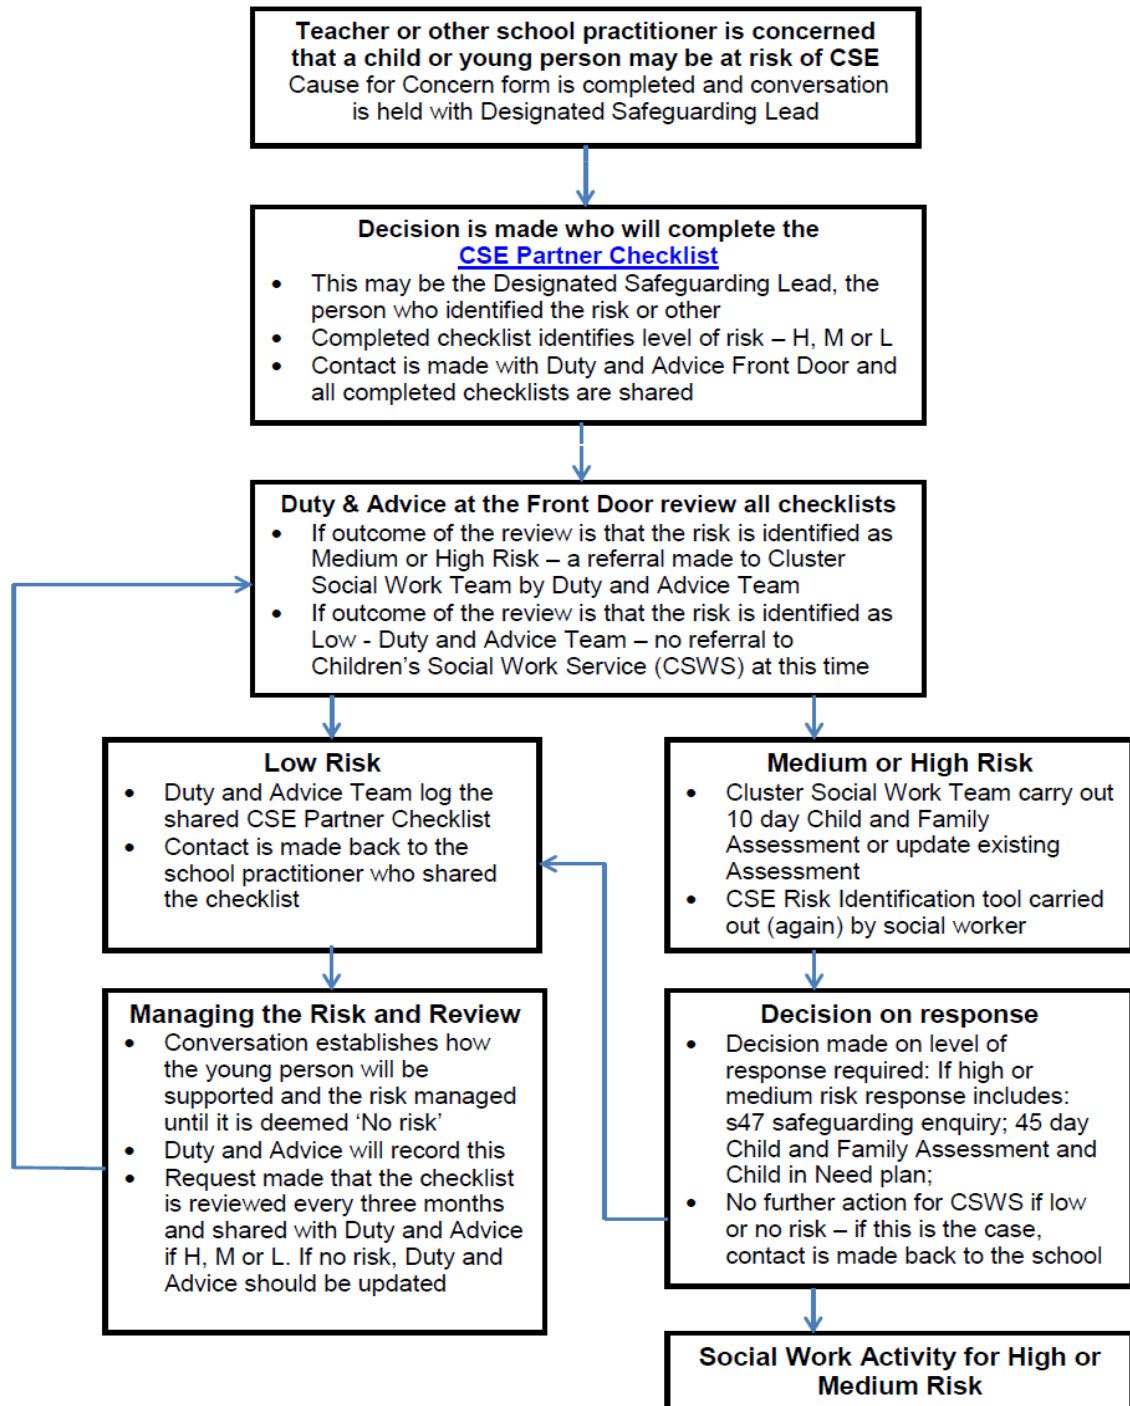 Teacher or other school practitioner is concerned
that a child or young person may be at risk of CSE
Cause for Concern form is completed and conversation
is held with Designated Safeguarding Lead
Decision is made who will complete the
CSE Partner Checklist
• This may be the Designated Safeguarding Lead, the
person who identified the risk or other
• Completed checklist identifies level of risk – H, M or L
• Contact is made with Duty and Advice Front Door and
all completed checklists are shared
Duty & Advice at the Front Door review all checklists
• If outcome of the review is that the risk is identified as
Medium or High Risk – a referral made to Cluster
Social Work Team by Duty and Advice Team
• If outcome of the review is that the risk is identified as
Low - Duty and Advice Team – no referral to
Children's Social Work Service (CSWS) at this time
Low Risk
• Duty and Advice Team log the
shared CSE Partner Checklist
• Contact is made back to the
school practitioner who shared
the checklist
Medium or High Risk
• Cluster Social Work Team carry out
10 day Child and Family
Assessment or update existing
Assessment
• CSE Risk Identification tool carried
out (again) by social worker
Managing the Risk and Review
• Conversation establishes how
the young person will be
supported and the risk managed
until it is deemed 'No risk'
• Duty and Advice will record this
• Request made that the checklist
is reviewed every three months
and shared with Duty and Advice
if H, M or L. If no risk, Duty and
Advice should be updated
Decision on response
• Decision made on level of
response required: If high or
medium risk response includes:
s47 safeguarding enquiry; 45 day
Child and Family Assessment and
Child in Need plan;
• No further action for CSWS if low
or no risk – if this is the case,
contact is made back to the school
Social Work Activity for High or
Medium Risk